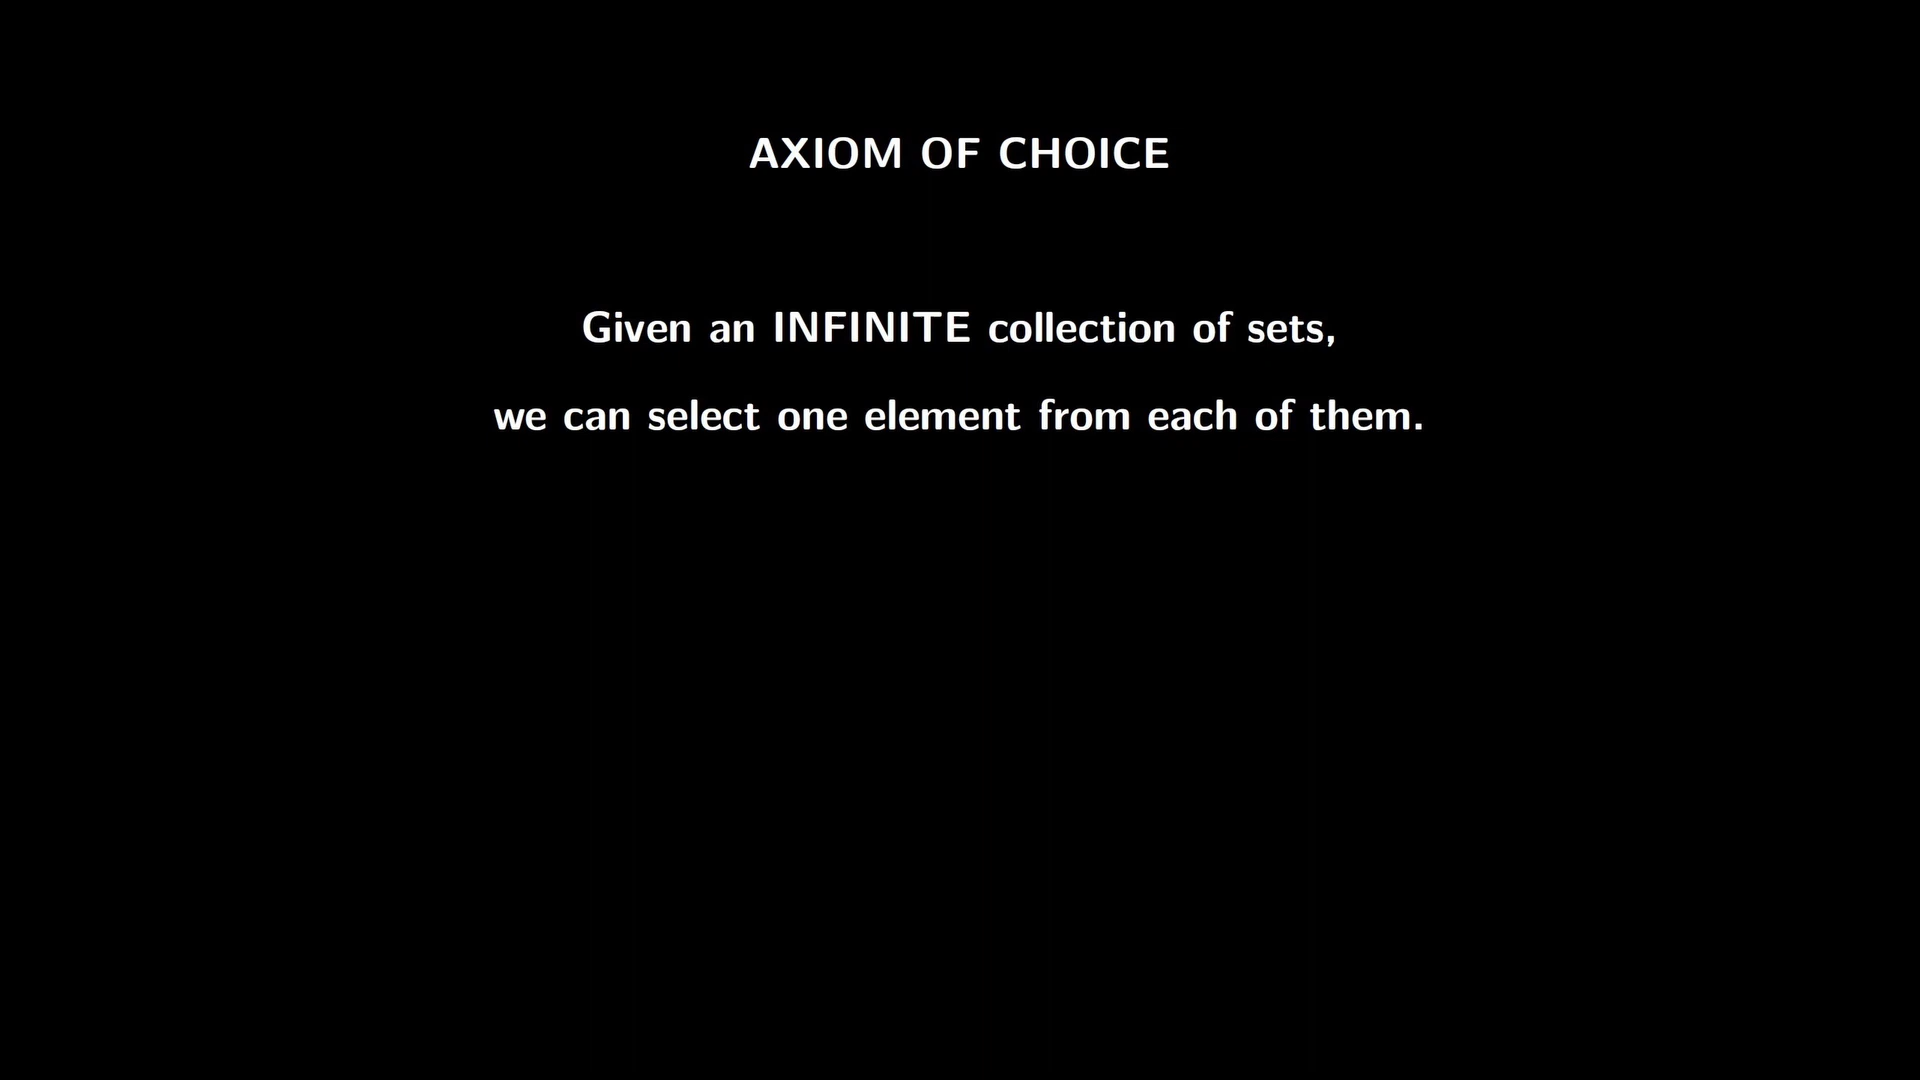 AXIOM OF CHOICE
Given an INFINITE collection of sets,
we can select one element from each of them.